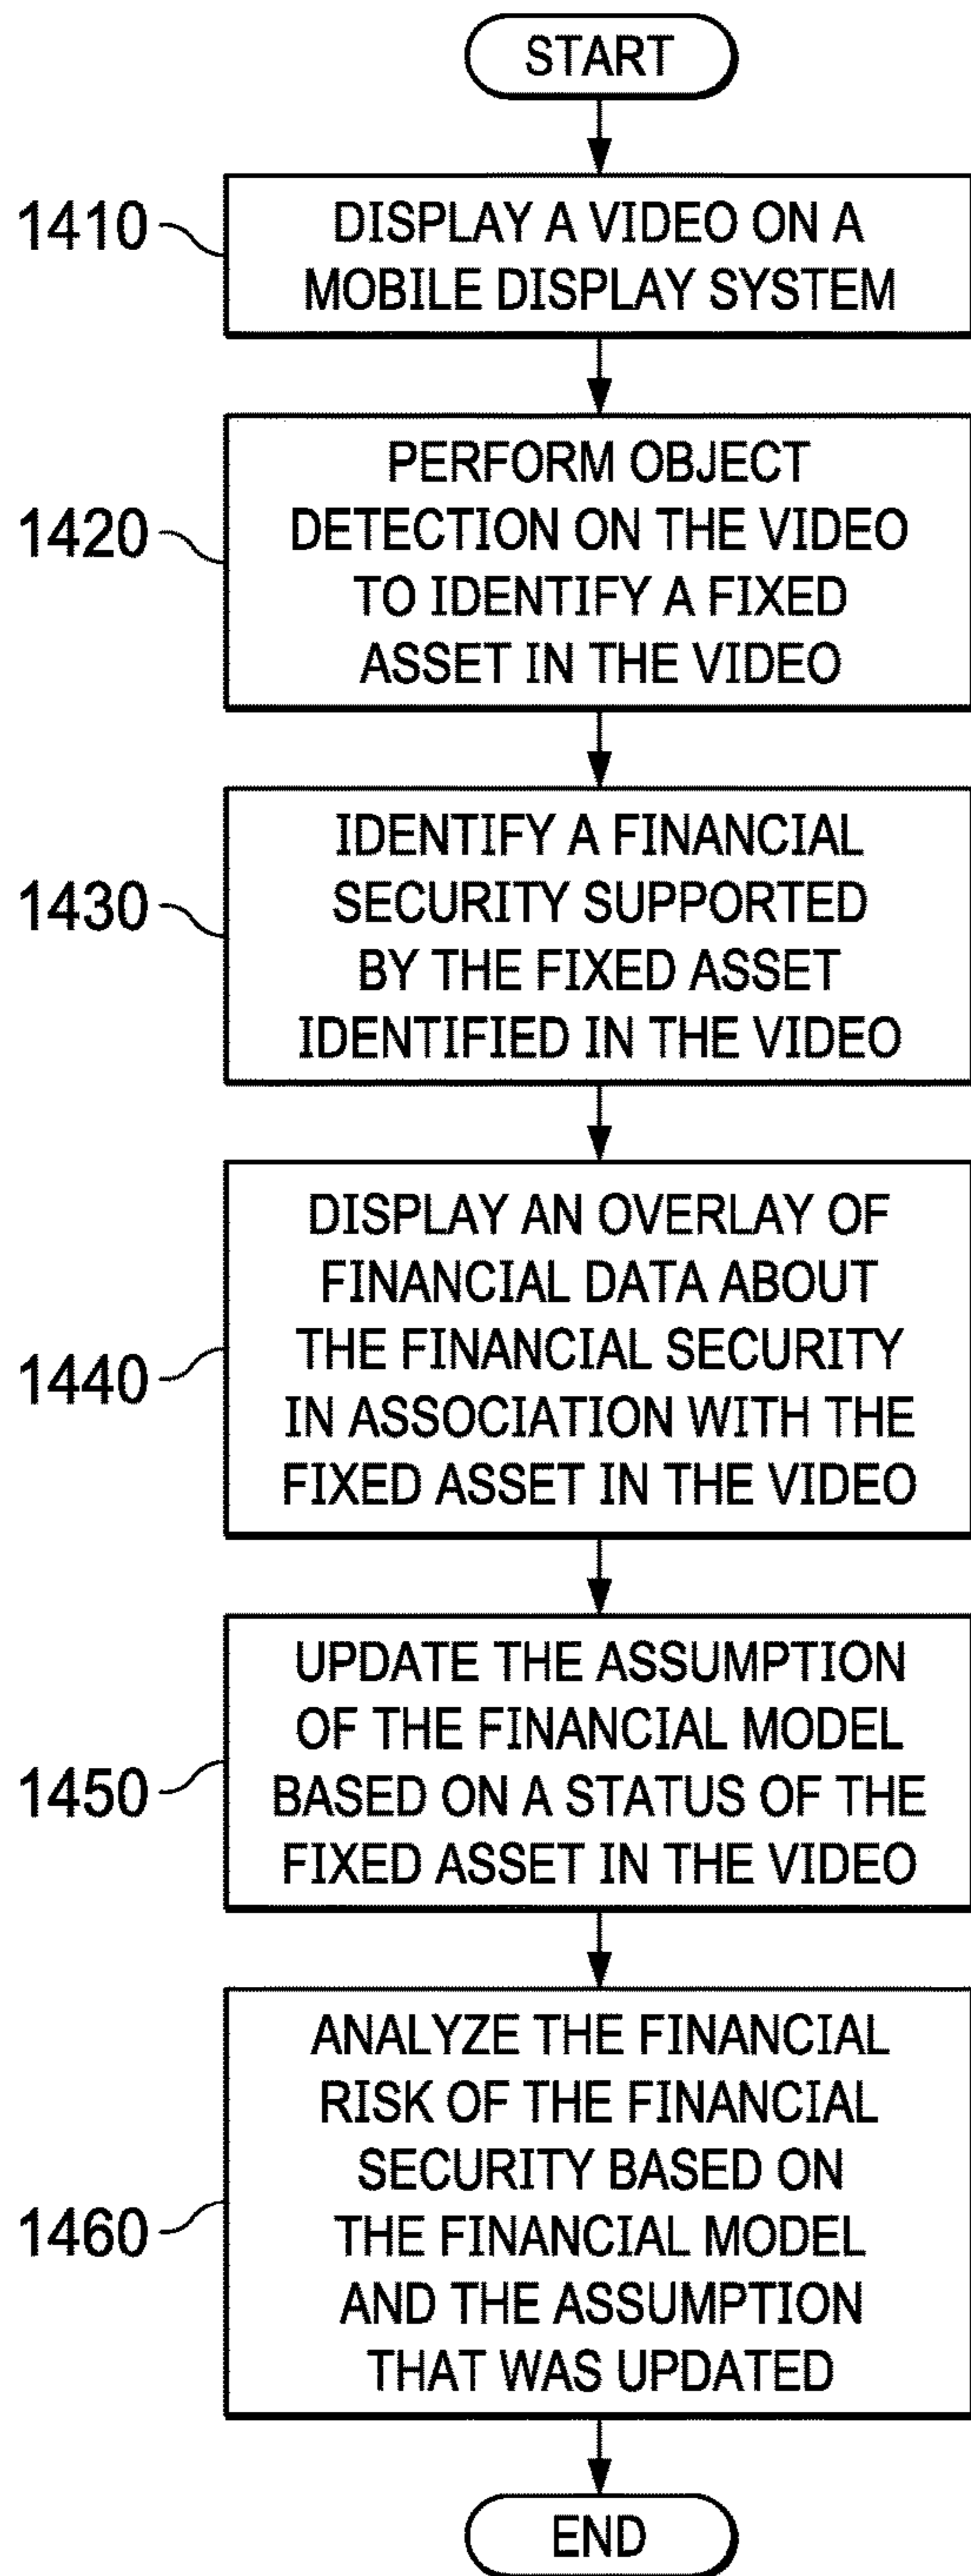 START
1410
DISPLAY A VIDEO ON A
MOBILE DISPLAY SYSTEM
1420
PERFORM OBJECT
DETECTION ON THE VIDEO
TO IDENTIFY A FIXED
ASSET IN THE VIDEO
1430
IDENTIFY A FINANCIAL
SECURITY SUPPORTED
BY THE FIXED ASSET
IDENTIFIED IN THE VIDEO
1440
DISPLAY AN OVERLAY OF
FINANCIAL DATA ABOUT
THE FINANCIAL SECURITY
IN ASSOCIATION WITH THE
FIXED ASSET IN THE VIDEO
1450
UPDATE THE ASSUMPTION
OF THE FINANCIAL MODEL
BASED ON A STATUS OF THE
FIXED ASSET IN THE VIDEO
1460
ANALYZE THE FINANCIAL
RISK OF THE FINANCIAL
SECURITY BASED ON
THE FINANCIAL MODEL
AND THE ASSUMPTION
THAT WAS UPDATED
END